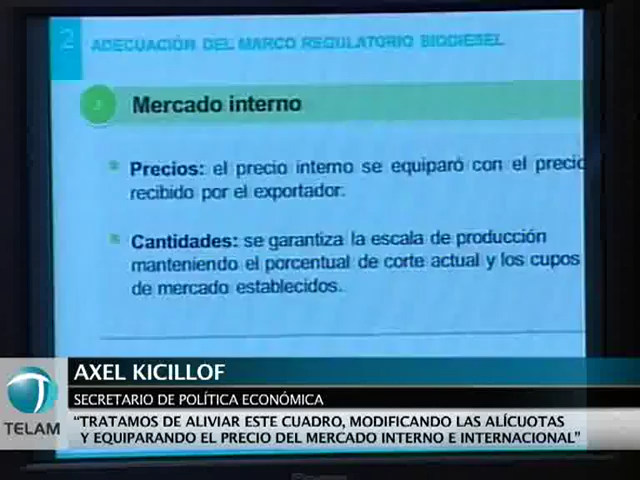 2 ADECUACIÓN DEL MARCO REGULATORIO BIODIESEL
Mercado interno
Precios: el precio interno se equiparó con el precio
recibido por el exportador.
Cantidades: se garantiza la escala de producción
manteniendo el porcentual de corte actual y los cupos
de mercado establecidos.
AXEL KICILLOF
SECRETARIO DE POLÍTICA ECONÓMICA
TELAM
“TRATAMOS DE ALIVIAR ESTE CUADRO, MODIFICANDO LAS ALÍCUOTAS
Y EQUIPARANDO EL PRECIO DEL MERCADO INTERNO E INTERNACIONAL”